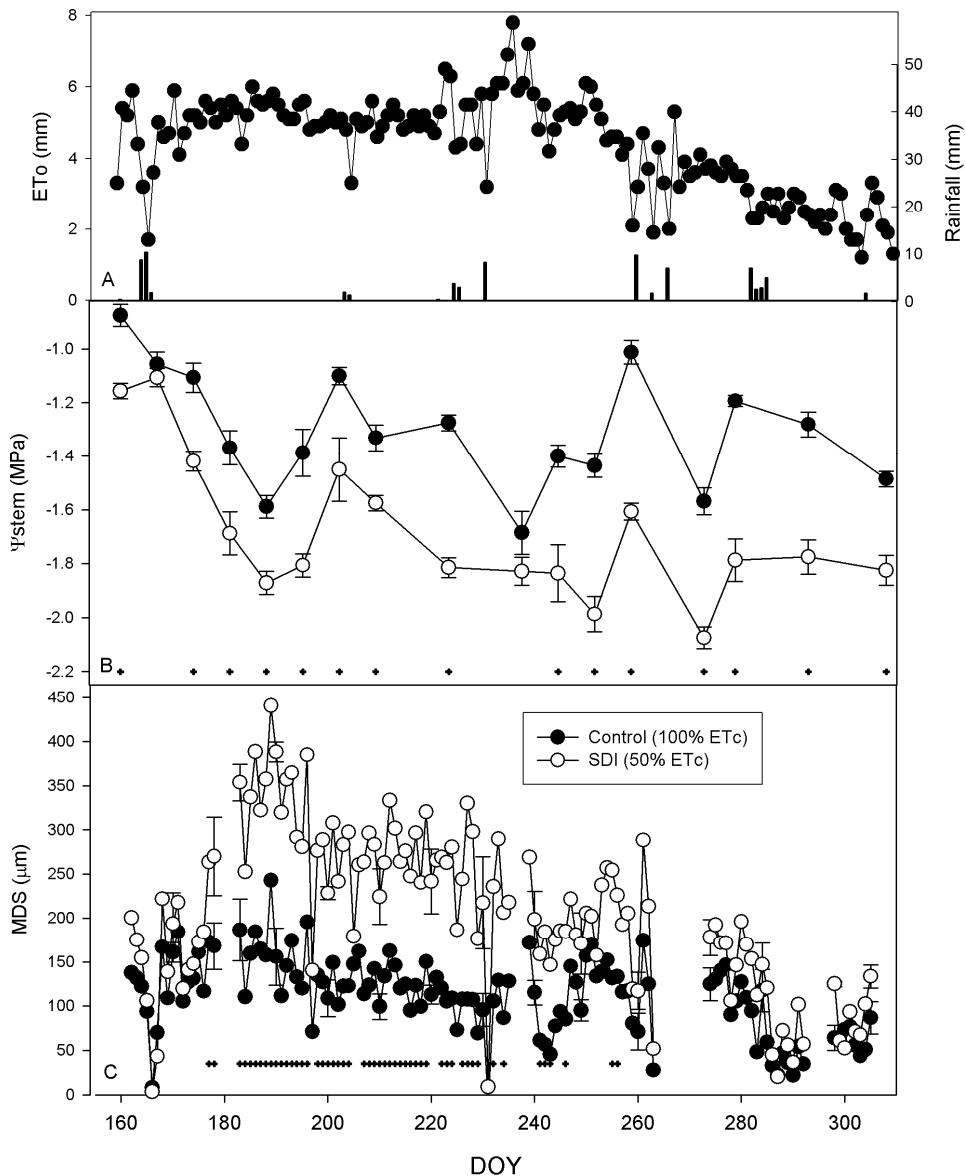 8
6
4
2
0
ETo (mm)
50
40
30
20
10
0
Rainfall (mm)
A
-1.0
-1.2
-1.4
-1.6
-1.8
-2.0
-2.2
Ψstem (MPa)
B
450
400
350
300
250
200
150
100
50
0
MDS (μm)
Control (100% ETc)
SDI (50% ETc)
C
160 180 200 220 240 260 280 300
DOY